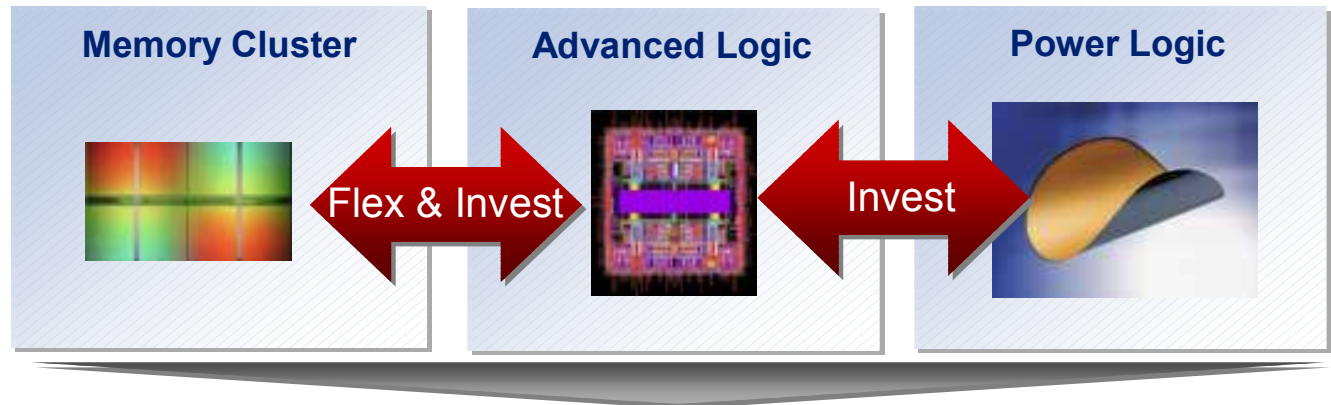 Memory Cluster
Advanced Logic
Power Logic
Flex & Invest
Invest